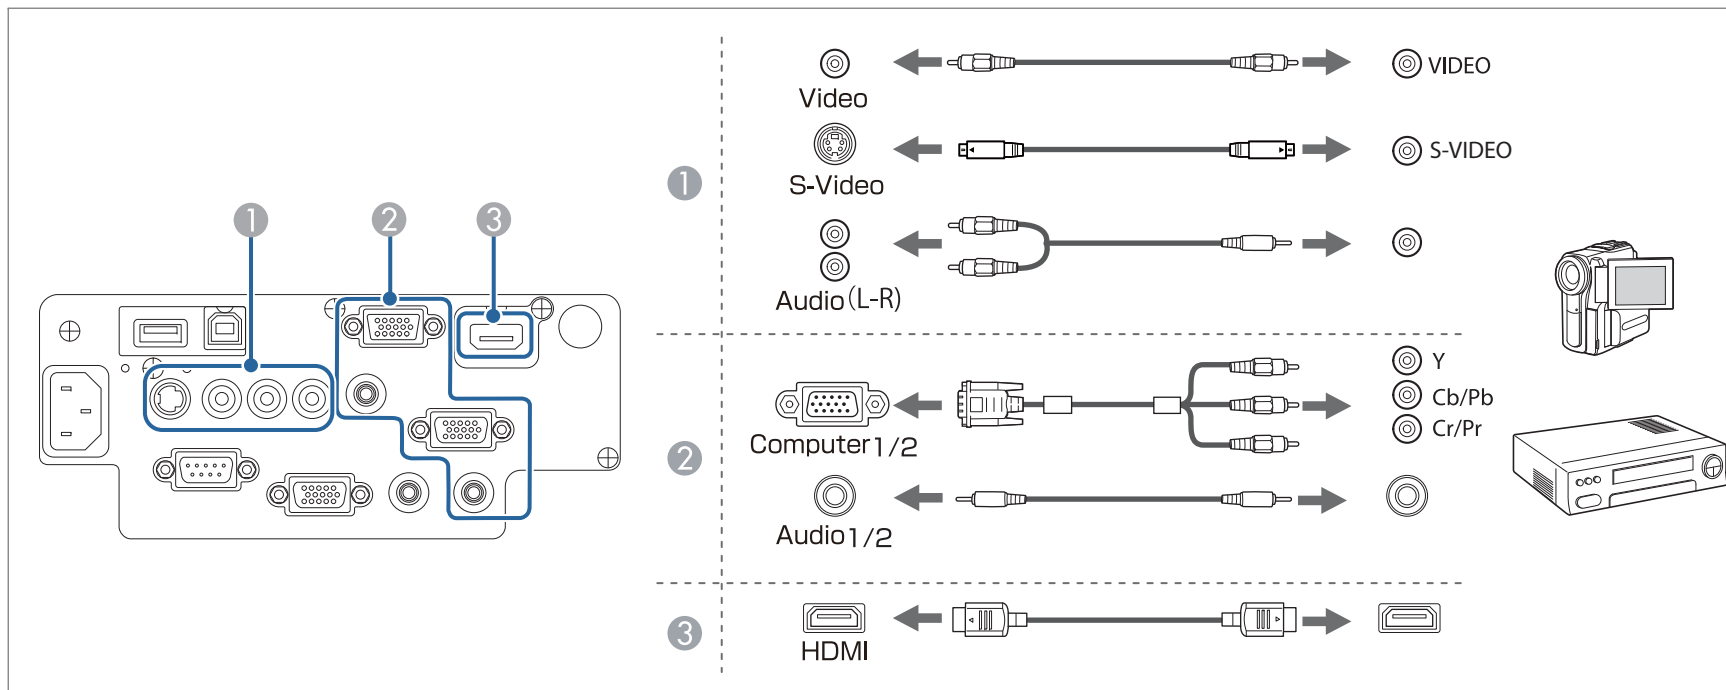 1
2
3
1
Video
VIDEO
S-Video
S-VIDEO
Audio(L-R)
2
Computer1/2
Y
Cb/Pb
Cr/Pr
Audio1/2
3
HDMI